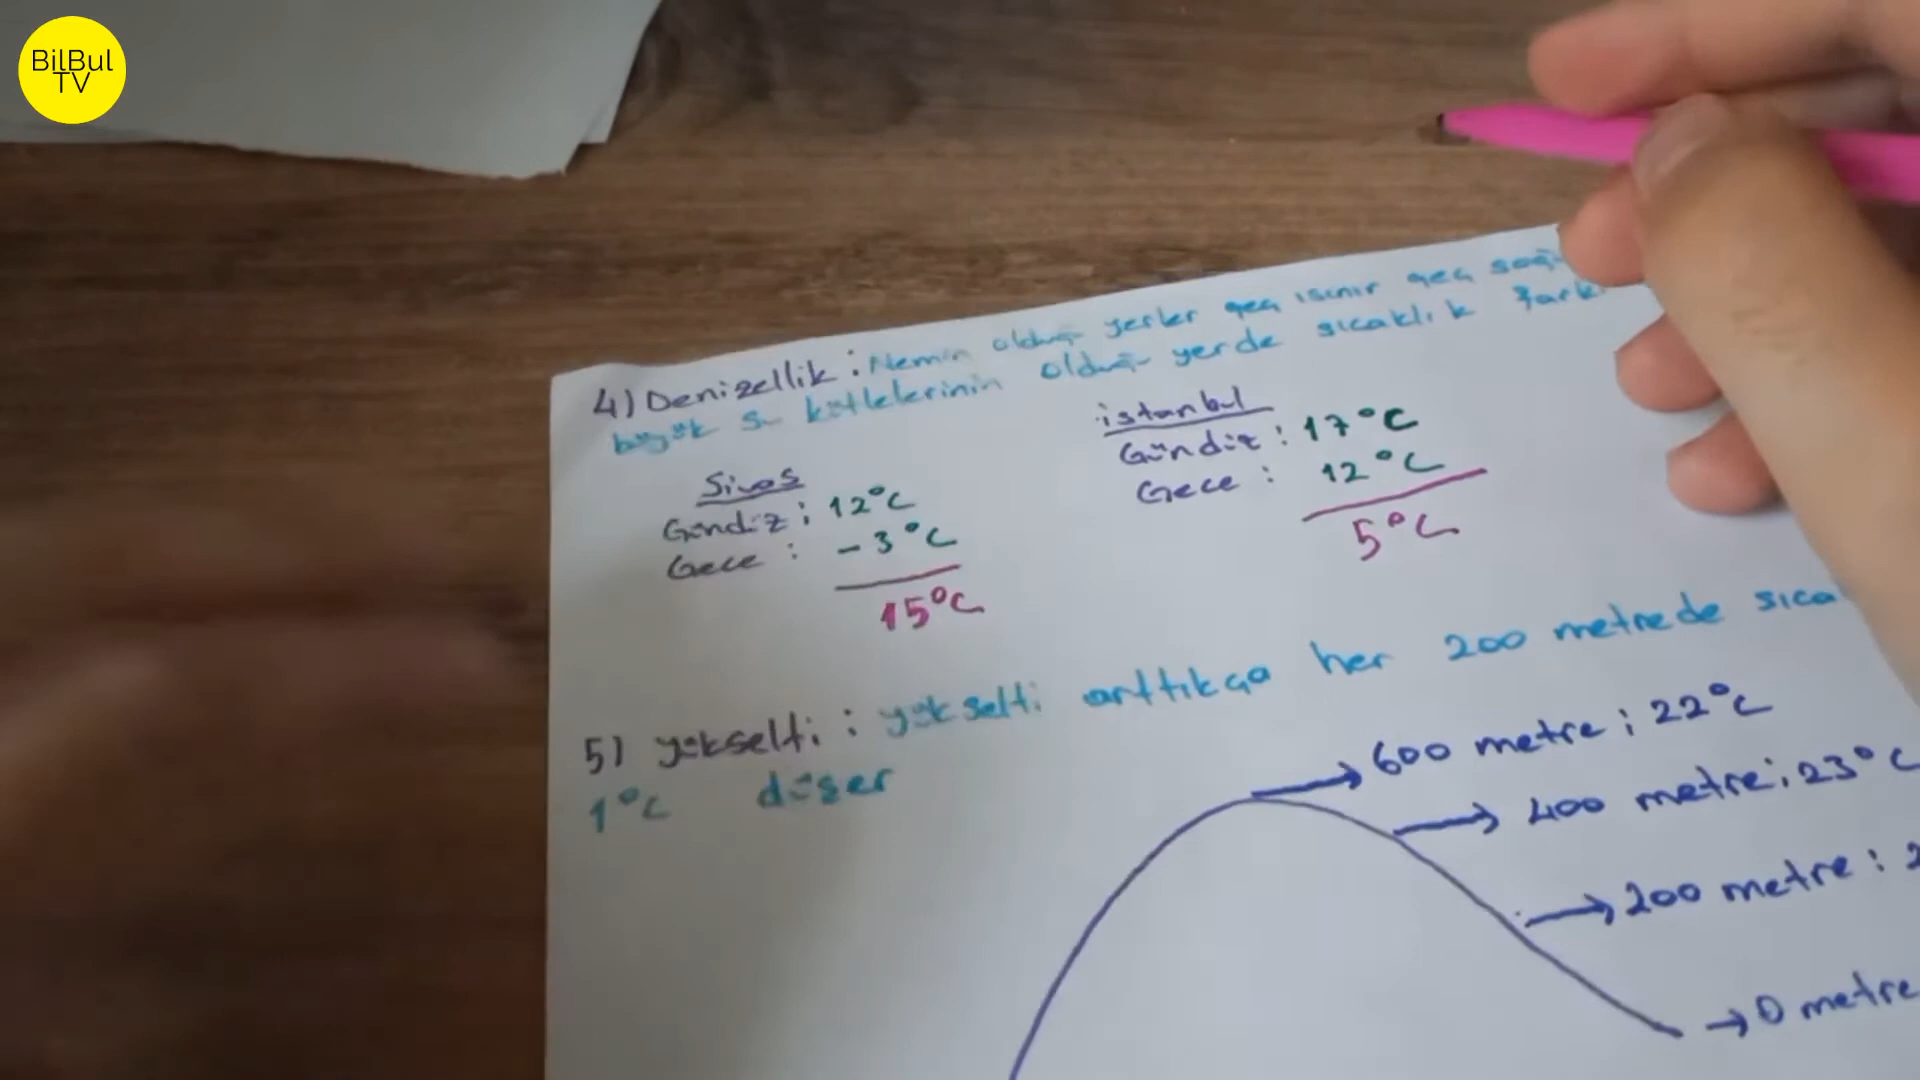 BilBul
TV
4) Denizellik : Nemin olduğu yerler geç ısınır geç soğu
büyük su kütlelerinin olduğu yerde sıcaklık fark
Sivas
Gündüz : 12°C
Gece : -3°C
15°C
istanbul
Gündüz : 17°C
Gece : 12°C
5°C
5) yükselti : yükselti arttıkça her 200 metrede sıca
1°C düşer
600 metre : 22°C
400 metre : 23°C
200 metre : 2
0 metre